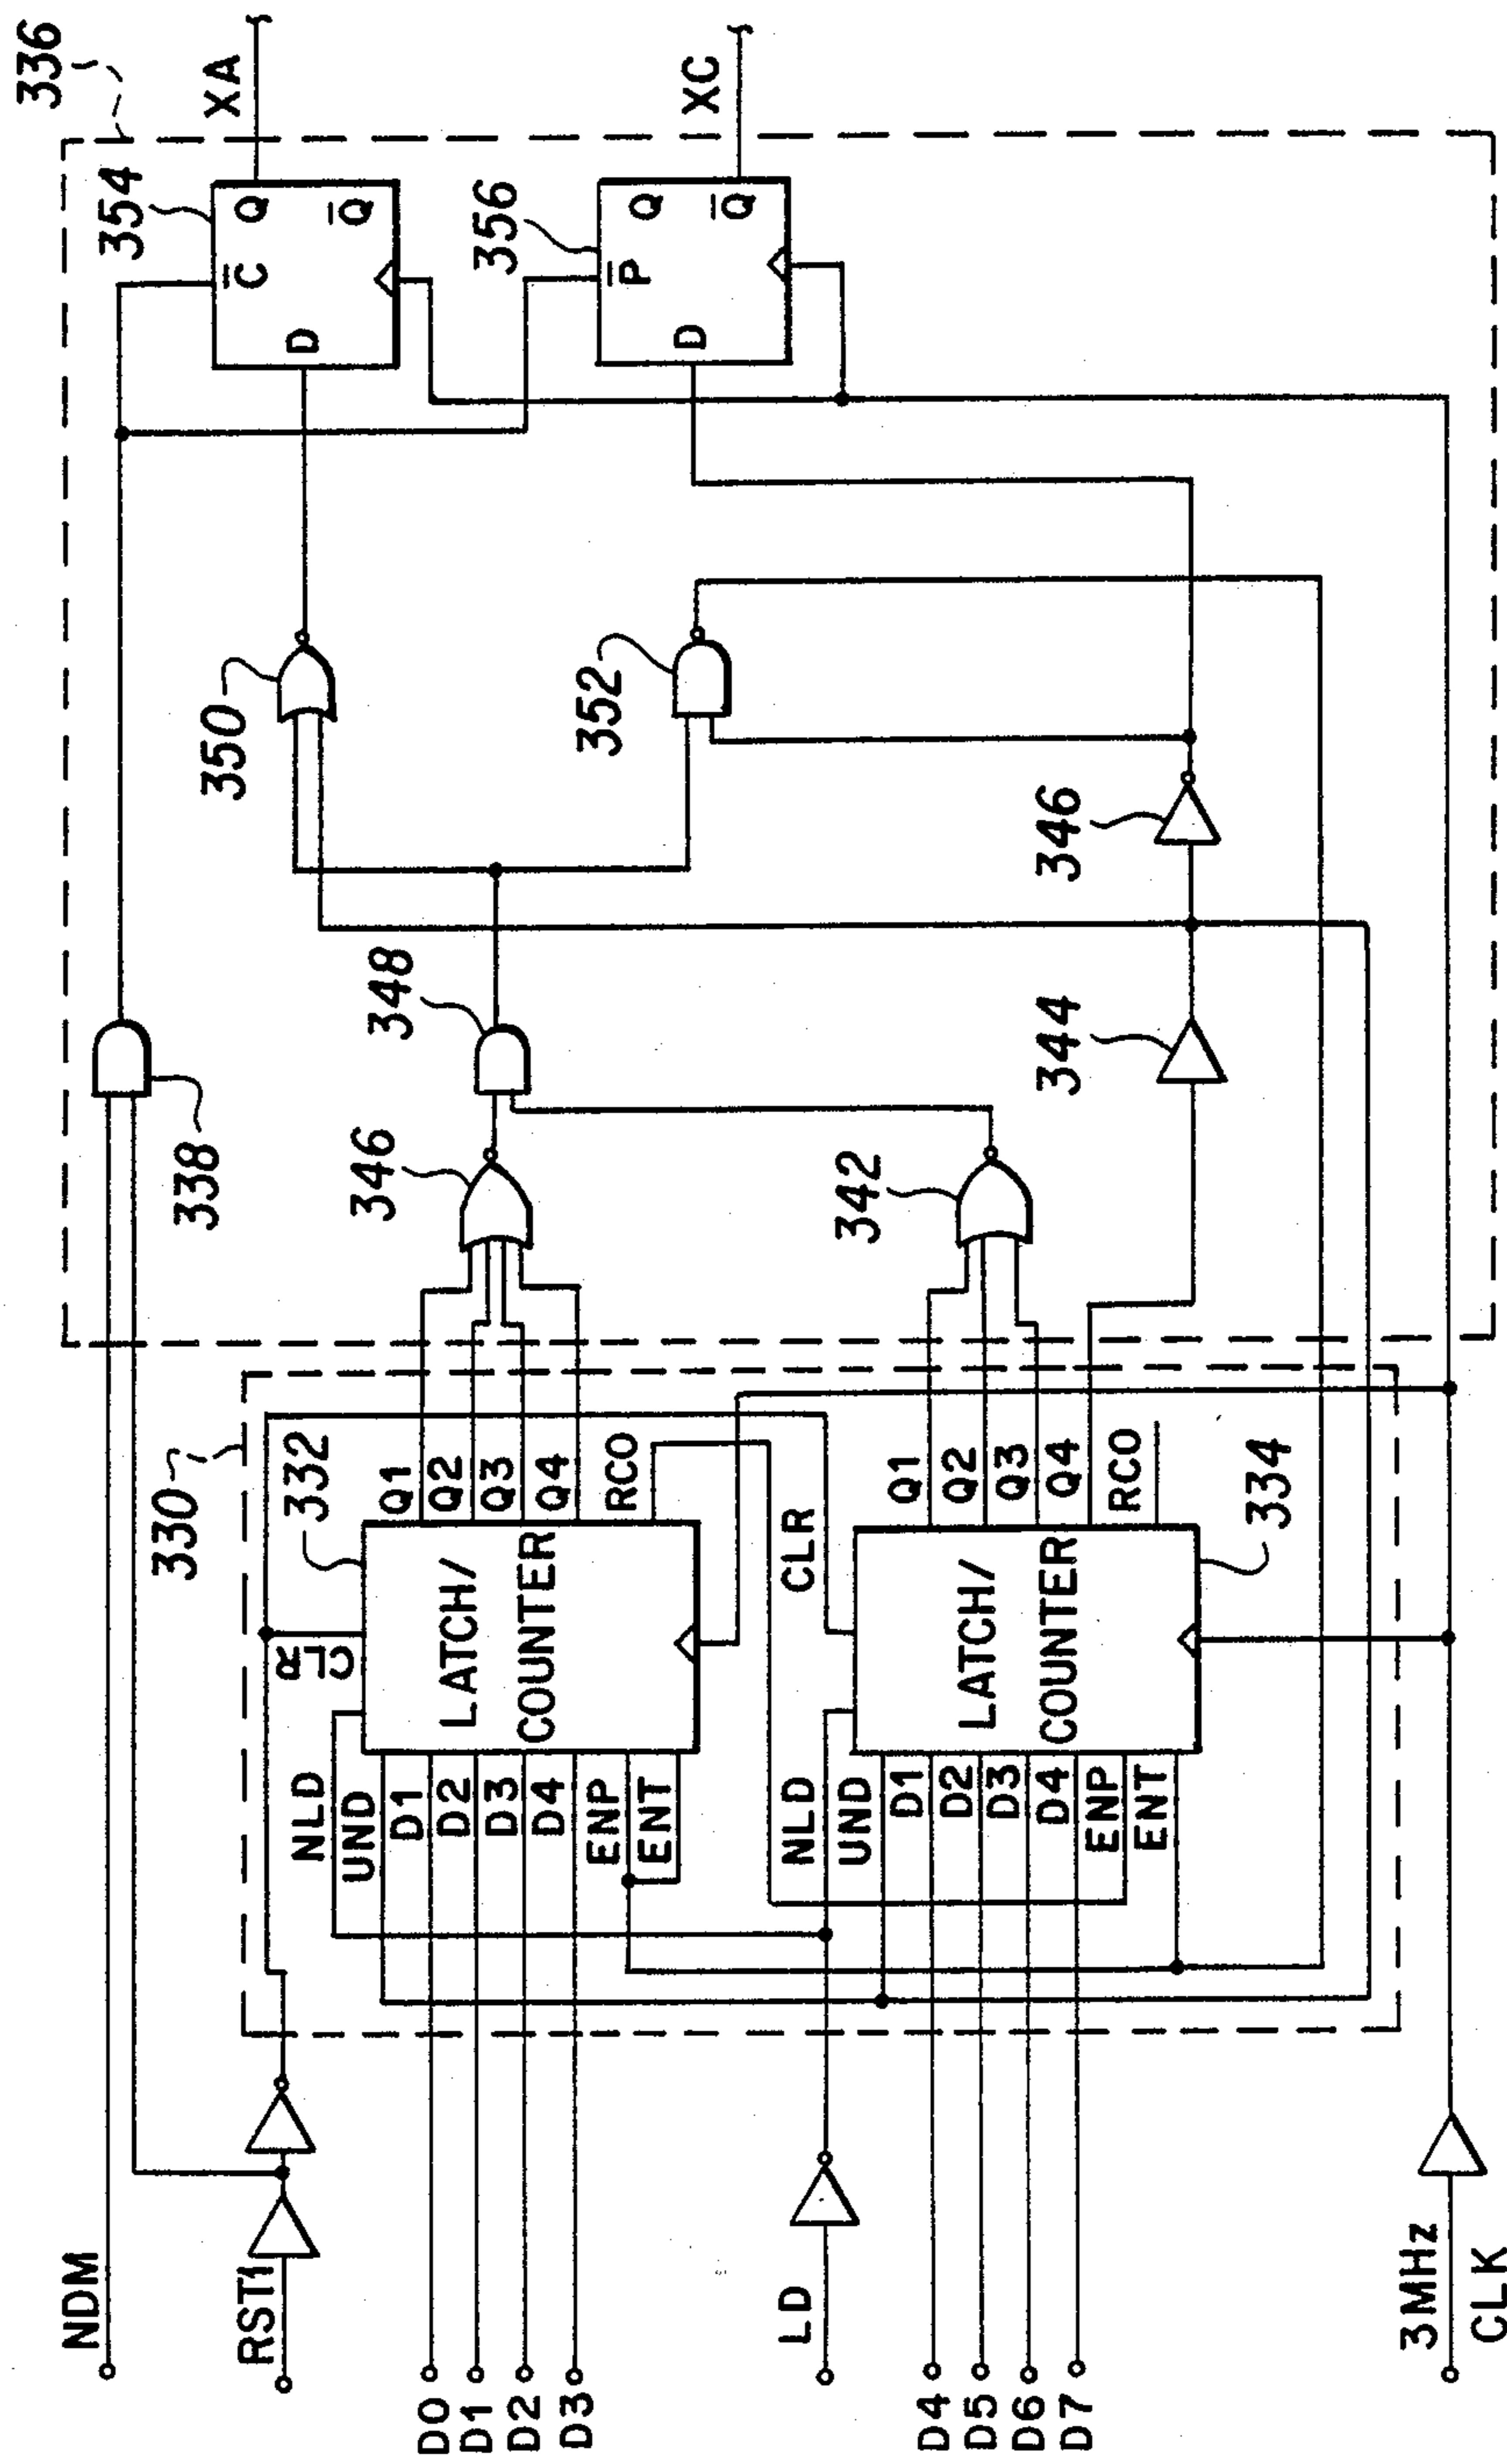 NDM
RST1
D0
D1
D2
D3
LD
D4
D5
D6
D7
3MHz
CLK
330
332
CLR
NLD
UND
D1
D2
D3
D4
ENP
ENT
LATCH/
COUNTER
Q1
Q2
Q3
Q4
RCO
CLR
NLD
UND
D1
D2
D3
D4
ENP
ENT
LATCH/
COUNTER
Q1
Q2
Q3
Q4
RCO
334
336
338
346
348
342
344
346
350
352
354
C̅
D
Q
Q̅
XA
356
P̅
D
Q
Q̅
XC